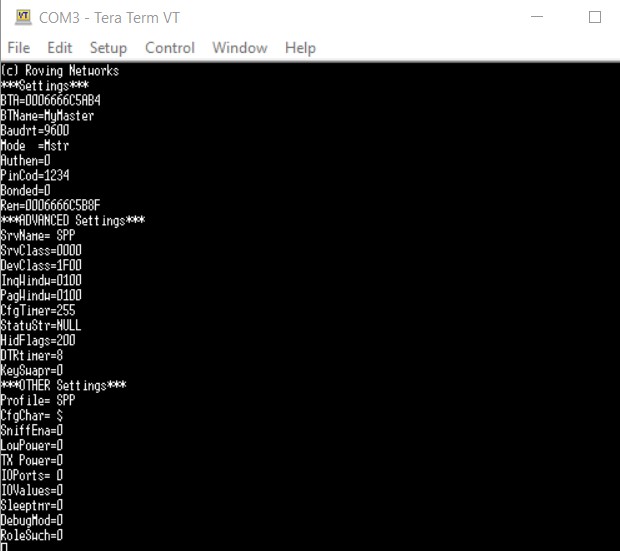 VT COM3 - Tera Term VT
File Edit Setup Control Window Help
(c) Roving Networks
***Settings***
BTA=0006666C5AB4
BTName=MyMaster
Baudrt=9600
Mode  =Mstr
Authen=0
PinCod=1234
Bonded=0
Rem=0006666C5B8F
***ADVANCED Settings***
SrvName= SPP
SrvClass=0000
DevClass=1F00
InqWindw=0100
PagWindw=0100
CfgTimer=255
StatuStr=NULL
HidFlags=200
DTRtimer=8
KeySwapr=0
***OTHER Settings***
Profile= SPP
CfgChar= $
SniffEna=0
LowPower=0
TX Power=0
IOPorts= 0
IOValues=0
Sleeptmr=0
DebugMod=0
RoleSwch=0